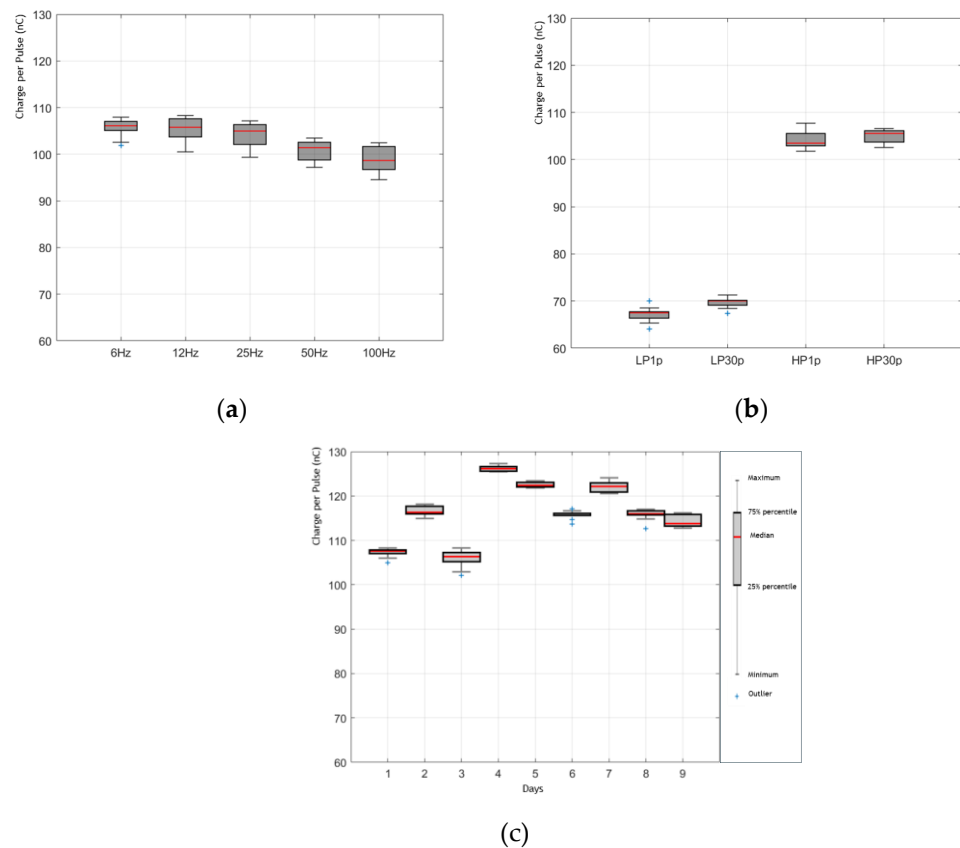 Charge per Pulse (nC)
130
120
110
100
90
80
70
60
6Hz 12Hz 25Hz 50Hz 100Hz
(a)
Charge per Pulse (nC)
130
120
110
100
90
80
70
60
LP1p LP30p HP1p HP30p
(b)
Charge per Pulse (nC)
130
120
110
100
90
80
70
60
1 2 3 4 5 6 7 8 9
Days
Maximum
75% percentile
Median
25% percentile
Minimum
Outlier
(c)